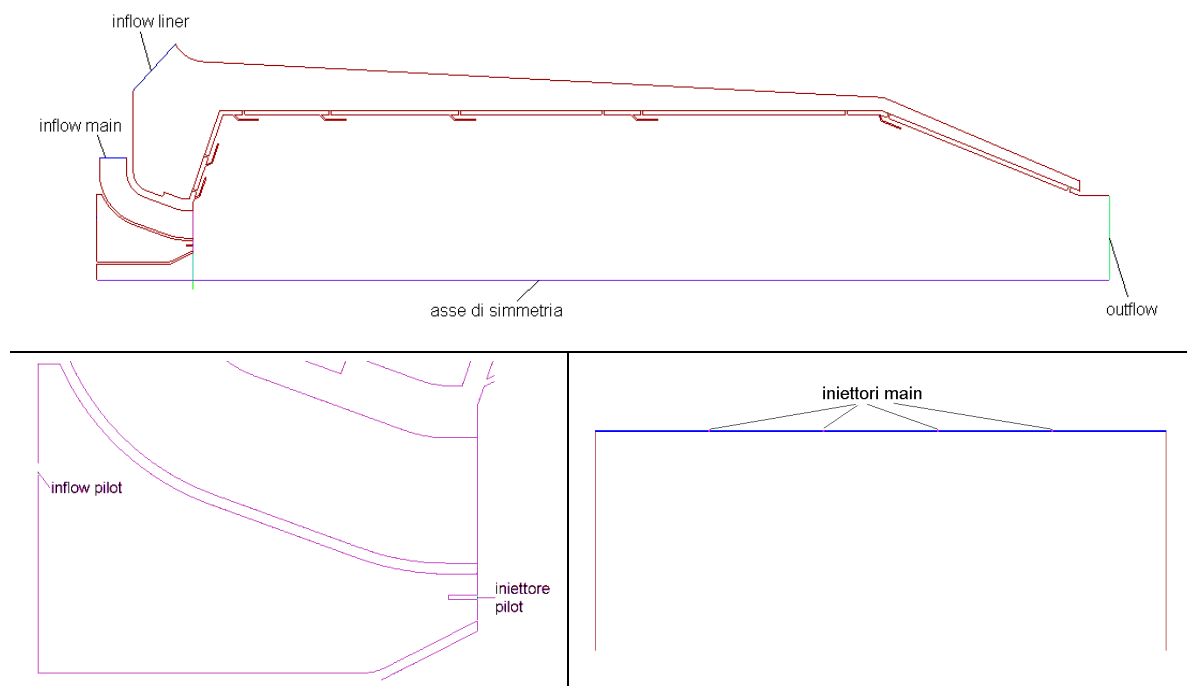 inflow liner
inflow main
asse di simmetria
outflow
inflow pilot
iniettore
pilot
iniettori main